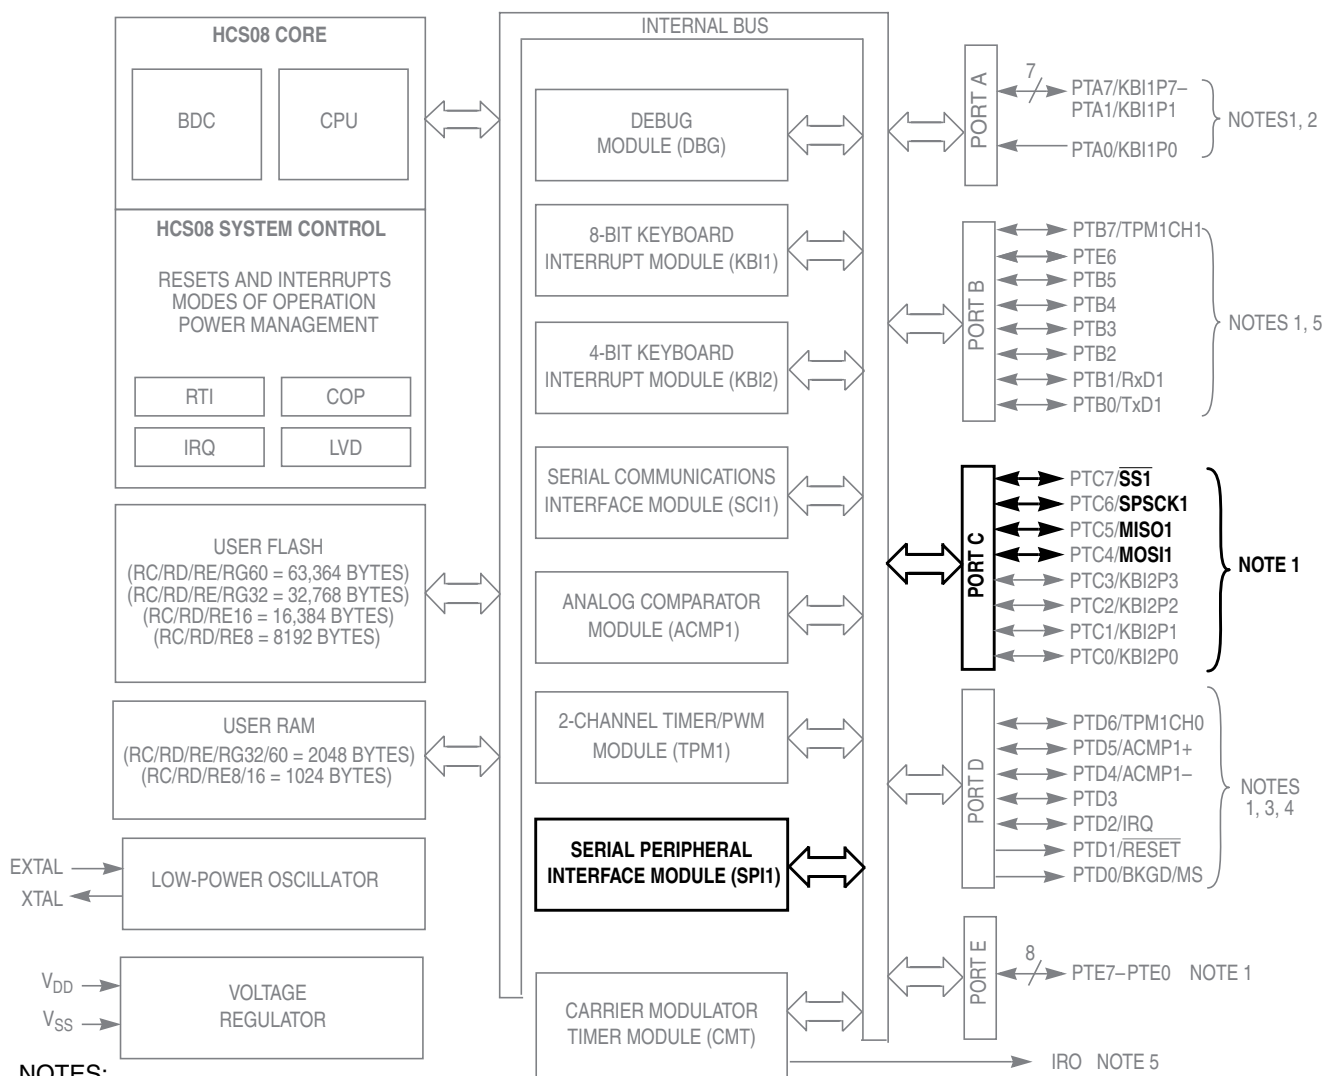 HCS08 CORE
BDC
CPU
HCS08 SYSTEM CONTROL
RESETS AND INTERRUPTS
MODES OF OPERATION
POWER MANAGEMENT
RTI
COP
IRQ
LVD
USER FLASH
(RC/RD/RE/RG60 = 63,364 BYTES)
(RC/RD/RE/RG32 = 32,768 BYTES)
(RC/RD/RE16 = 16,384 BYTES)
(RC/RD/RE8 = 8192 BYTES)
USER RAM
(RC/RD/RE/RG32/60 = 2048 BYTES)
(RC/RD/RE8/16 = 1024 BYTES)
EXTAL
XTAL
LOW-POWER OSCILLATOR
VDD
VSS
VOLTAGE
REGULATOR
NOTES:
INTERNAL BUS
DEBUG
MODULE (DBG)
8-BIT KEYBOARD
INTERRUPT MODULE (KBI1)
4-BIT KEYBOARD
INTERRUPT MODULE (KBI2)
SERIAL COMMUNICATIONS
INTERFACE MODULE (SCI1)
ANALOG COMPARATOR
MODULE (ACMP1)
2-CHANNEL TIMER/PWM
MODULE (TPM1)
SERIAL PERIPHERAL
INTERFACE MODULE (SPI1)
CARRIER MODULATOR
TIMER MODULE (CMT)
PORT A
7
PTA7/KBI1P7–
PTA1/KBI1P1
PTA0/KBI1P0
NOTES1, 2
PORT B
PTB7/TPM1CH1
PTE6
PTB5
PTB4
PTB3
PTB2
PTB1/RxD1
PTB0/TxD1
NOTES 1, 5
PORT C
PTC7/SS1
PTC6/SPSCK1
PTC5/MISO1
PTC4/MOSI1
PTC3/KBI2P3
PTC2/KBI2P2
PTC1/KBI2P1
PTC0/KBI2P0
NOTE 1
PORT D
PTD6/TPM1CH0
PTD5/ACMP1+
PTD4/ACMP1–
PTD3
PTD2/IRQ
PTD1/RESET
PTD0/BKGD/MS
NOTES
1, 3, 4
PORT E
8
PTE7–PTE0 NOTE 1
IRO NOTE 5